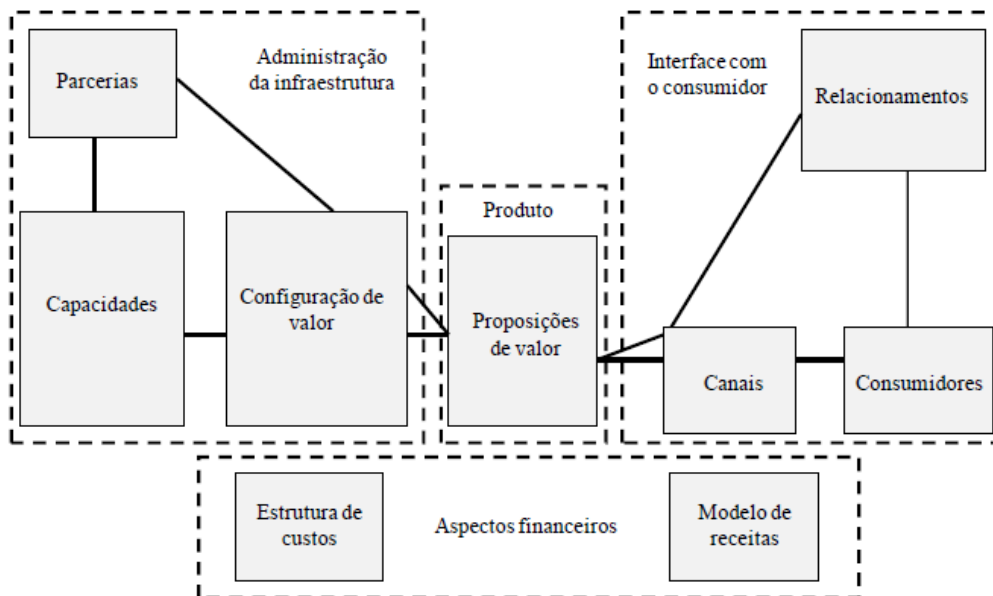 Parcerias
Administração
da infraestrutura
Capacidades
Configuração de
valor
Produto
Proposições
de valor
Interface com
o consumidor
Relacionamentos
Canais
Consumidores
Estrutura de
custos
Aspectos financeiros
Modelo de
receitas